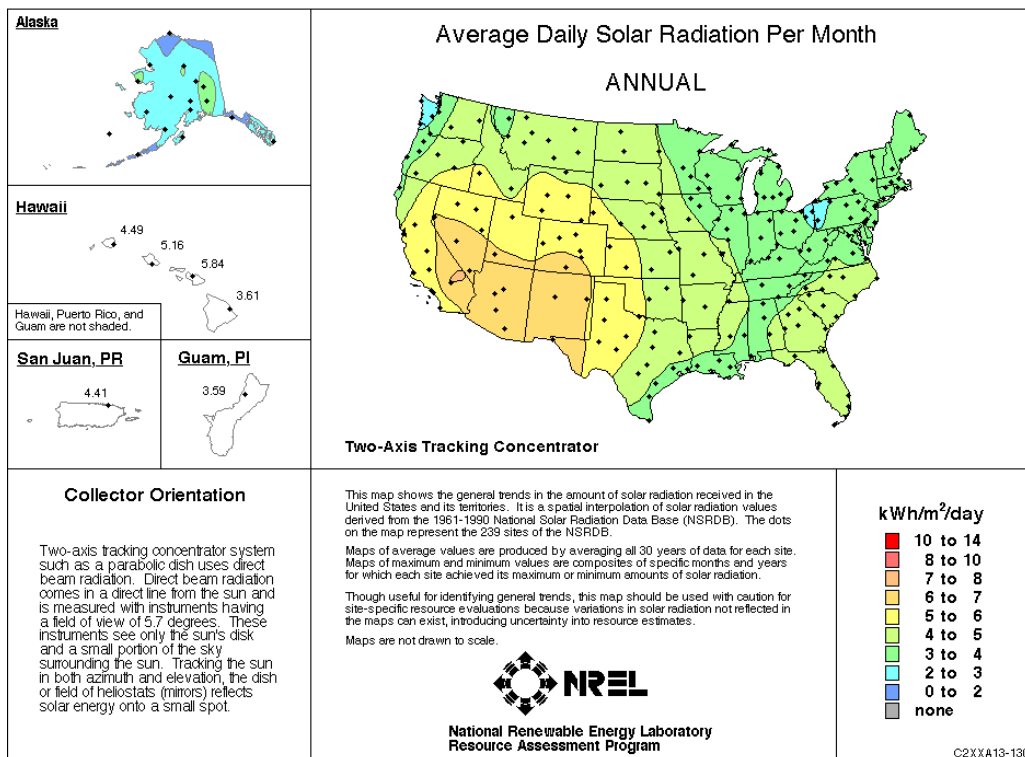 Alaska
Average Daily Solar Radiation Per Month
ANNUAL
Hawaii
4.49
5.16
5.84
3.61
Hawaii, Puerto Rico, and
Guam are not shaded.
San Juan, PR
4.41
Guam, PI
3.59
Two-Axis Tracking Concentrator
Collector Orientation
Two-axis tracking concentrator system
such as a parabolic dish uses direct
beam radiation. Direct beam radiation
comes in a direct line from the sun and
is measured with instruments having
a field of view of 5.7 degrees. These
instruments see only the sun's disk
and a small portion of the sky
surrounding the sun. Tracking the sun
in both azimuth and elevation, the dish
or field of heliostats (mirrors) reflects
solar energy onto a small spot.
This map shows the general trends in the amount of solar radiation received in the
United States and its territories. It is a spatial interpolation of solar radiation values
derived from the 1961-1990 National Solar Radiation Data Base (NSRDB). The dots
on the map represent the 239 sites of the NSRDB.
Maps of average values are produced by averaging all 30 years of data for each site.
Maps of maximum and minimum values are composites of specific months and years
for which each site achieved its maximum or minimum amounts of solar radiation.
Though useful for identifying general trends, this map should be used with caution for
site-specific resource evaluations because variations in solar radiation not reflected in
the maps can exist, introducing uncertainty into resource estimates.
Maps are not drawn to scale.
NREL
National Renewable Energy Laboratory
Resource Assessment Program
kWh/m²/day
10 to 14
8 to 10
7 to 8
6 to 7
5 to 6
4 to 5
3 to 4
2 to 3
0 to 2
none
C2XXA13-130